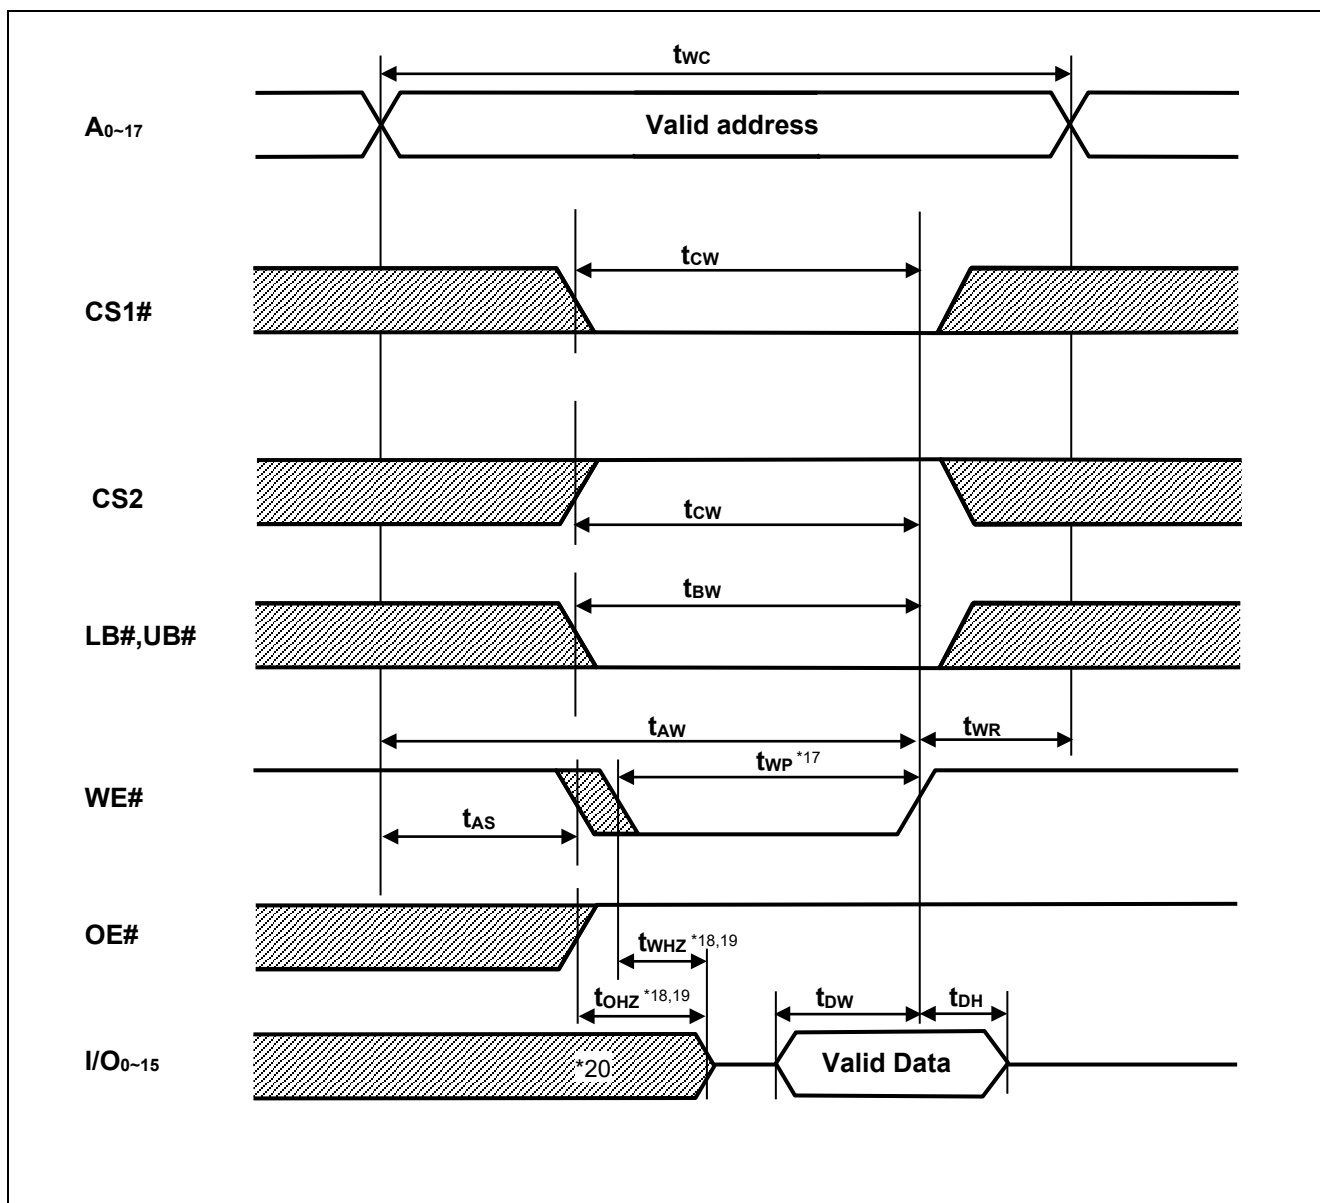 tWC
A0~17
Valid address
tCW
CS1#
CS2
tCW
tBW
LB#,UB#
tAW
tWR
tWP *17
WE#
tAS
OE#
tWHZ *18,19
tOHZ *18,19
tDW
tDH
I/O0~15
*20
Valid Data